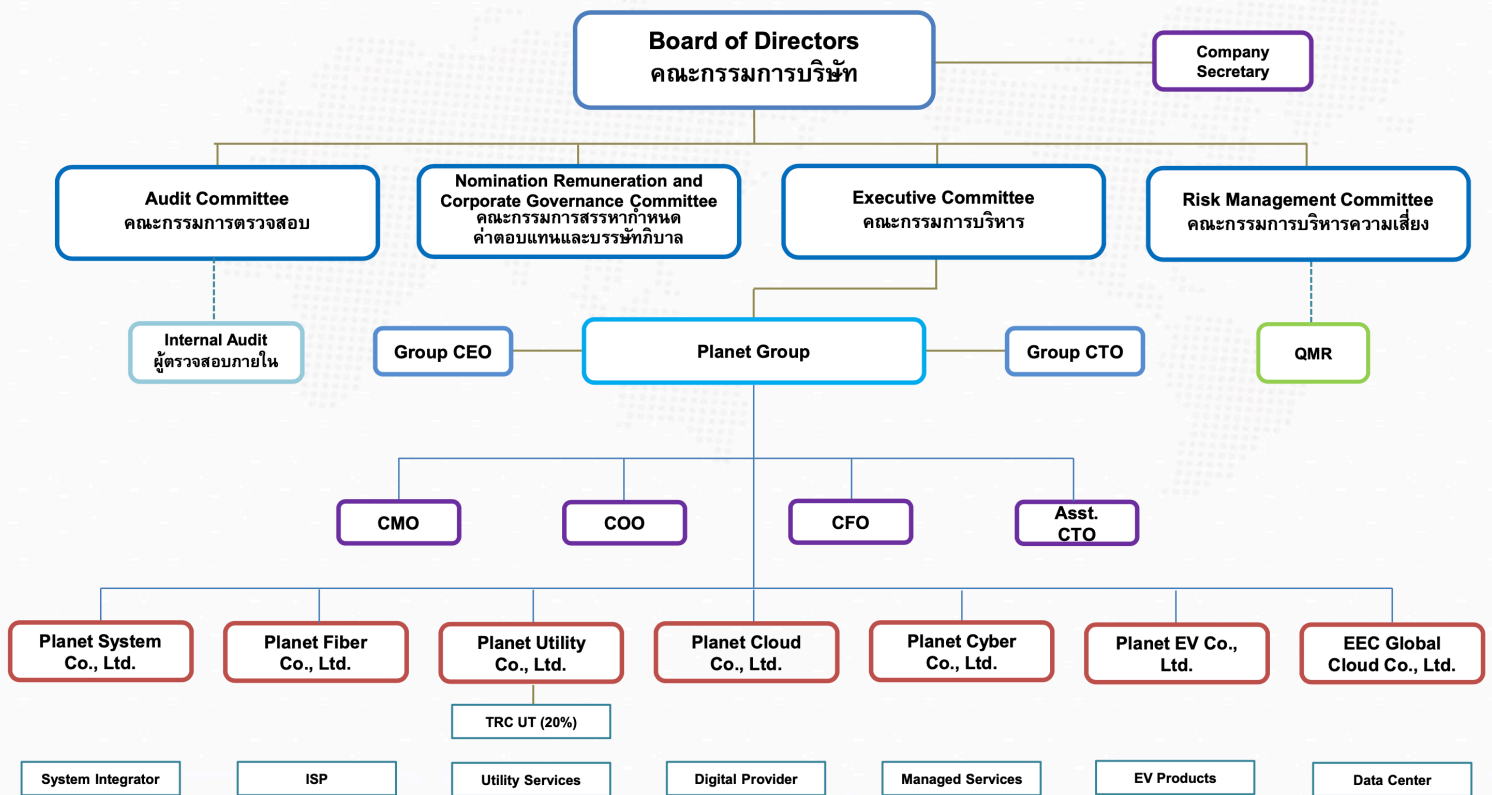 Board of Directors
คณะกรรมการบริษัท
Company
Secretary
Audit Committee
คณะกรรมการตรวจสอบ
Nomination Remuneration and
Corporate Governance Committee
คณะกรรมการสรรหากำหนด
ค่าตอบแทนและบรรษัทภิบาล
Executive Committee
คณะกรรมการบริหาร
Risk Management Committee
คณะกรรมการบริหารความเสี่ยง
Internal Audit
ผู้ตรวจสอบภายใน
Group CEO
Planet Group
Group CTO
QMR
CMO
COO
CFO
Asst.
CTO
Planet System
Co., Ltd.
Planet Fiber
Co., Ltd.
Planet Utility
Co., Ltd.
Planet Cloud
Co., Ltd.
Planet Cyber
Co., Ltd.
Planet EV Co.,
Ltd.
EEC Global
Cloud Co., Ltd.
TRC UT (20%)
System Integrator
ISP
Utility Services
Digital Provider
Managed Services
EV Products
Data Center